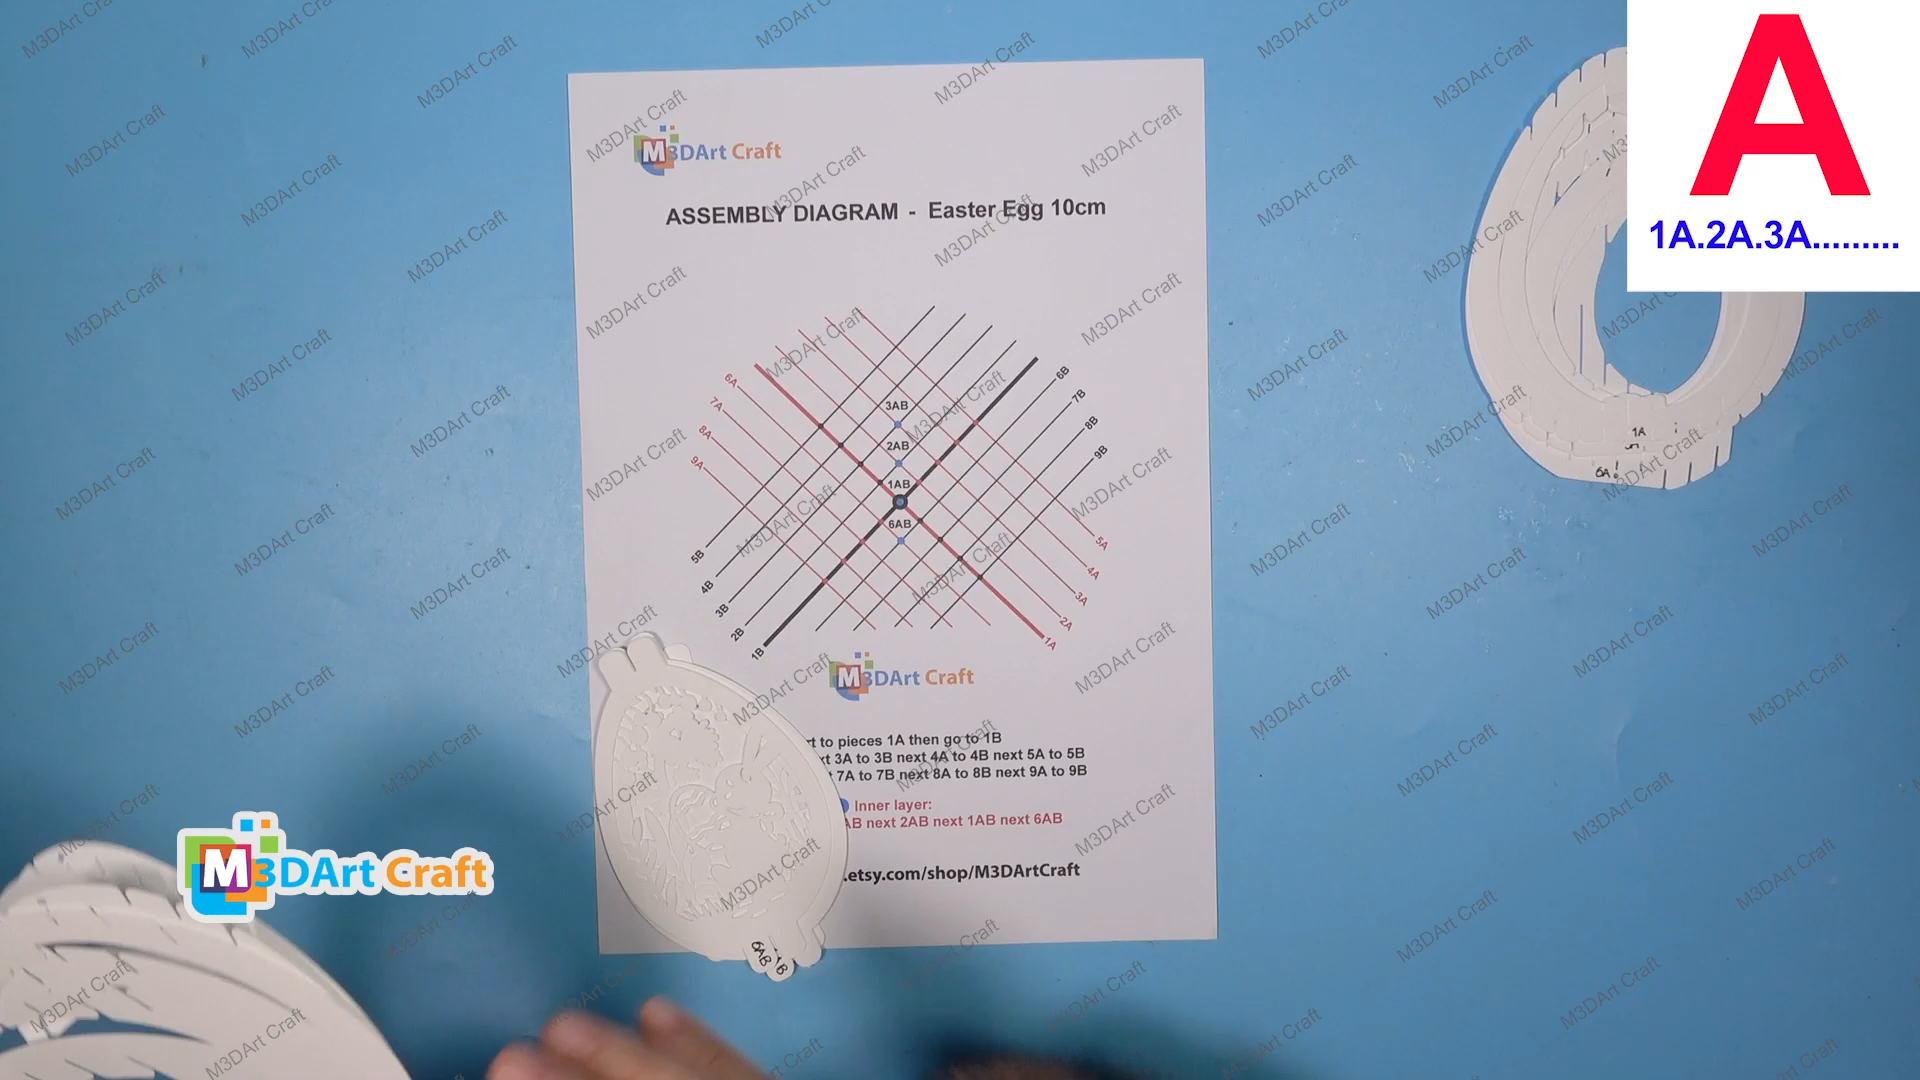 A
1A.2A.3A.........
M3DArt Craft
ASSEMBLY DIAGRAM - Easter Egg 10cm
6A
7A
8A
9A
6B
7B
8B
9B
3AB
2AB
1AB
6AB
5B
4B
3B
2B
1B
5A
4A
3A
2A
1A
M3DArt Craft
to pieces 1A then go to 1B
3A to 3B next 4A to 4B next 5A to 5B
7A to 7B next 8A to 8B next 9A to 9B
Inner layer:
AB next 2AB next 1AB next 6AB
.etsy.com/shop/M3DArtCraft
1A
6A
6AB
M3DArt Craft